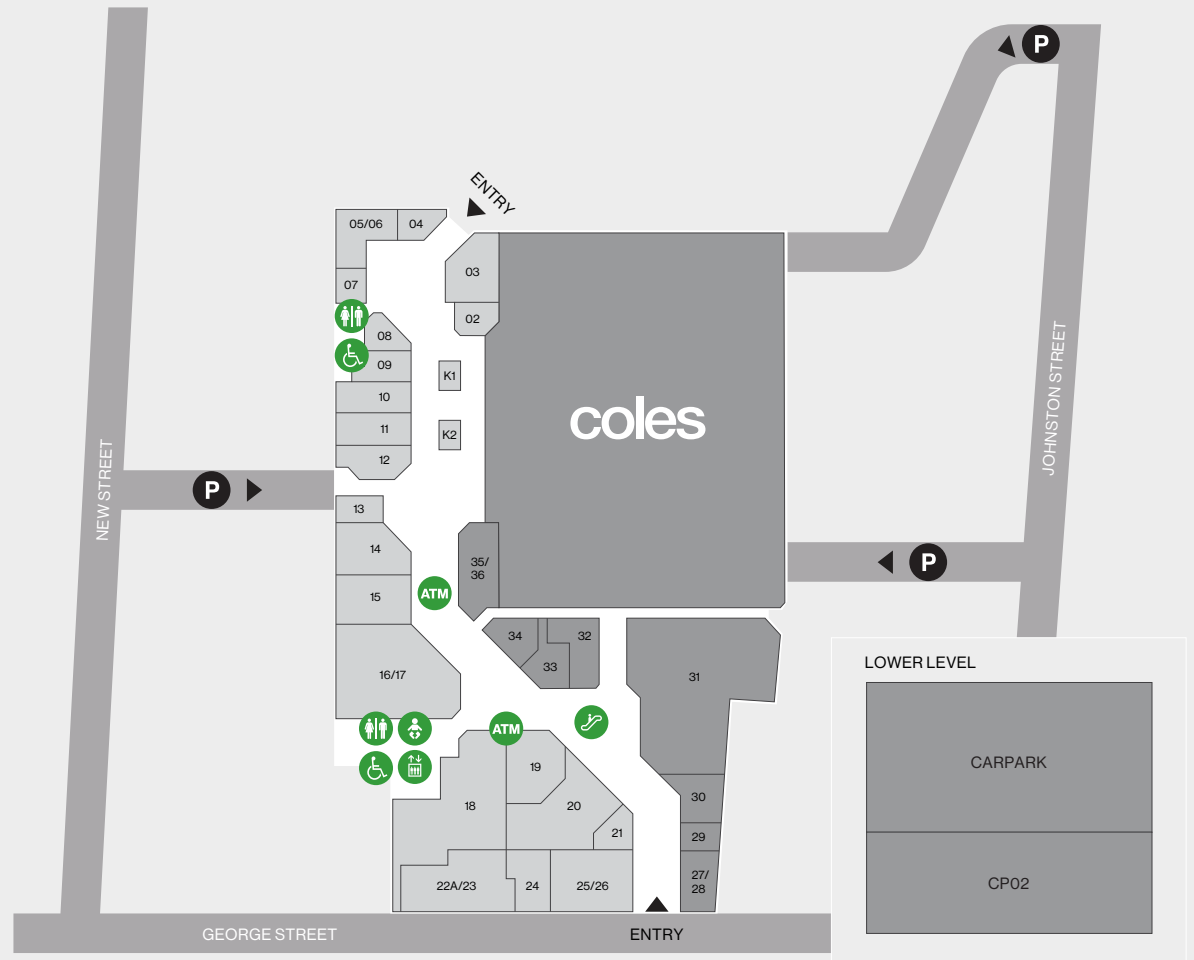 P
ENTRY
05/06
04
03
07
02
08
09
K1
10
11
K2
12
coles
JOHNSTON STREET
NEW STREET
P
13
14
35/
36
P
15
ATM
34
32
33
31
16/17
ATM
19
18
20
21
30
29
22A/23
24
25/26
27/
28
LOWER LEVEL
CARPARK
CP02
GEORGE STREET
ENTRY